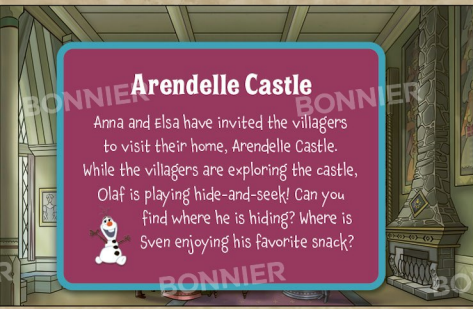 Arendelle Castle
Anna and Elsa have invited the villagers
to visit their home, Arendelle Castle.
While the villagers are exploring the castle,
Olaf is playing hide-and-seek! Can you
find where he is hiding? Where is
Sven enjoying his favorite snack?
BONNIER
BONNIER
BONNIER